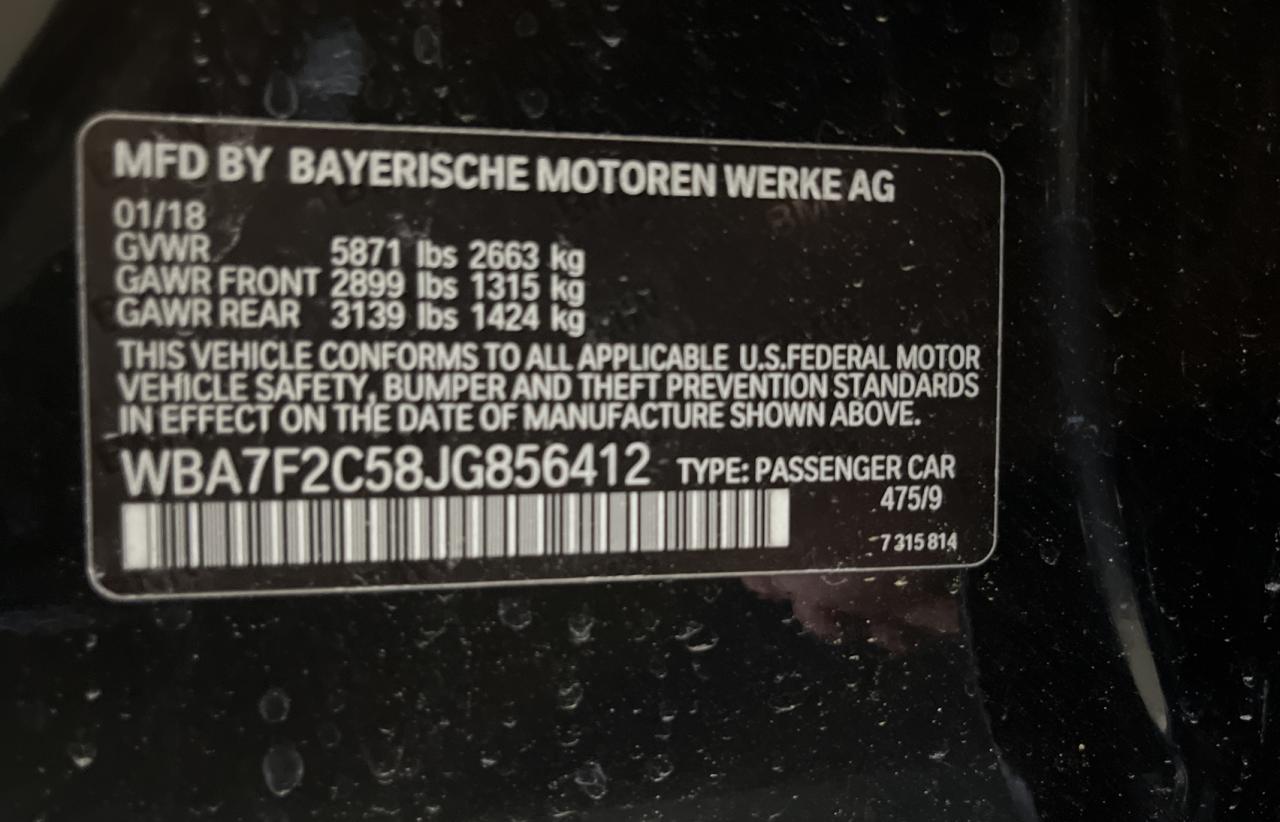 MFD BY BAYERISCHE MOTOREN WERKE AG
01/18
GVWR 5871 lbs 2663 kg
GAWR FRONT 2899 lbs 1315 kg
GAWR REAR 3139 lbs 1424 kg
THIS VEHICLE CONFORMS TO ALL APPLICABLE U.S.FEDERAL MOTOR
VEHICLE SAFETY, BUMPER AND THEFT PREVENTION STANDARDS
IN EFFECT ON THE DATE OF MANUFACTURE SHOWN ABOVE.
WBA7F2C58JG856412 TYPE: PASSENGER CAR
475/9
7 315 814